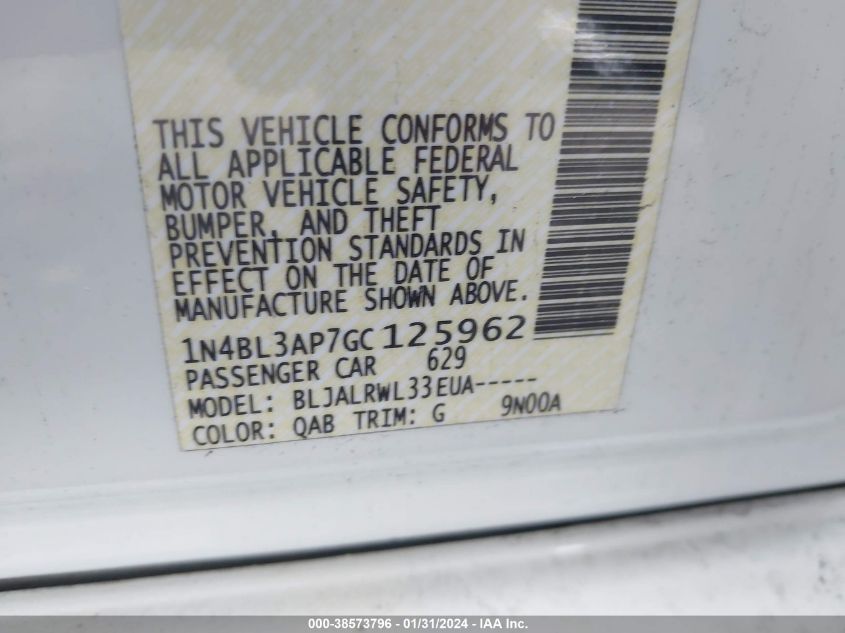 THIS VEHICLE CONFORMS TO
ALL APPLICABLE FEDERAL
MOTOR VEHICLE SAFETY,
BUMPER, AND THEFT
PREVENTION STANDARDS IN
EFFECT ON THE DATE OF
MANUFACTURE SHOWN ABOVE.
1N4BL3AP7GC125962
PASSENGER CAR 629
MODEL: BLJALRWL33EUA-----
COLOR: QAB TRIM: G 9N00A
000-38573796 - 01/31/2024 - IAA Inc.